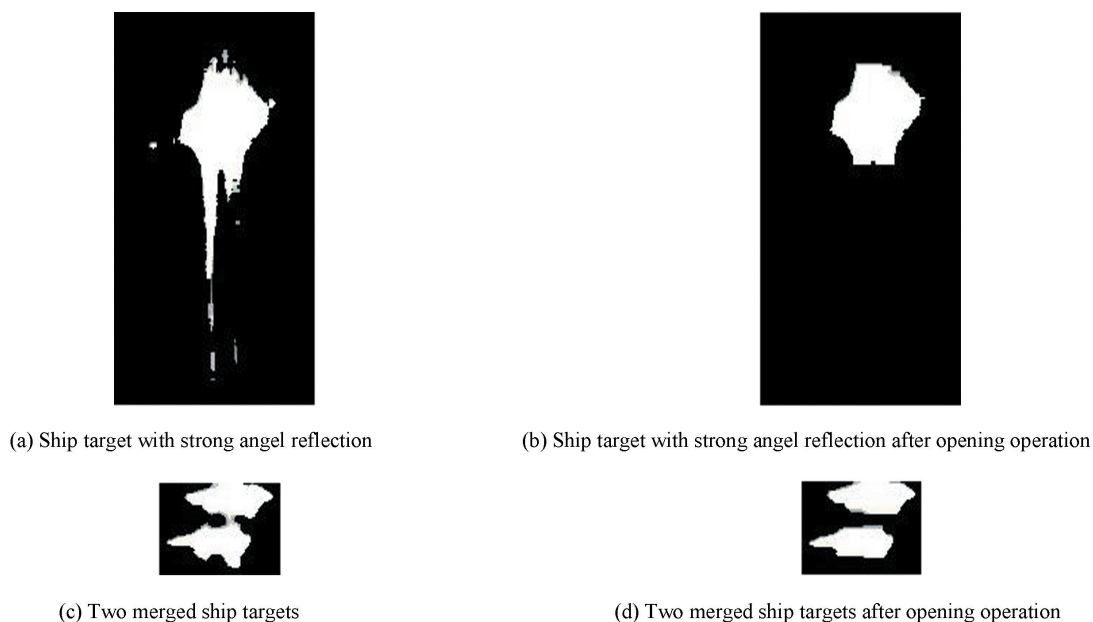 (a) Ship target with strong angel reflection
(b) Ship target with strong angel reflection after opening operation
(c) Two merged ship targets
(d) Two merged ship targets after opening operation